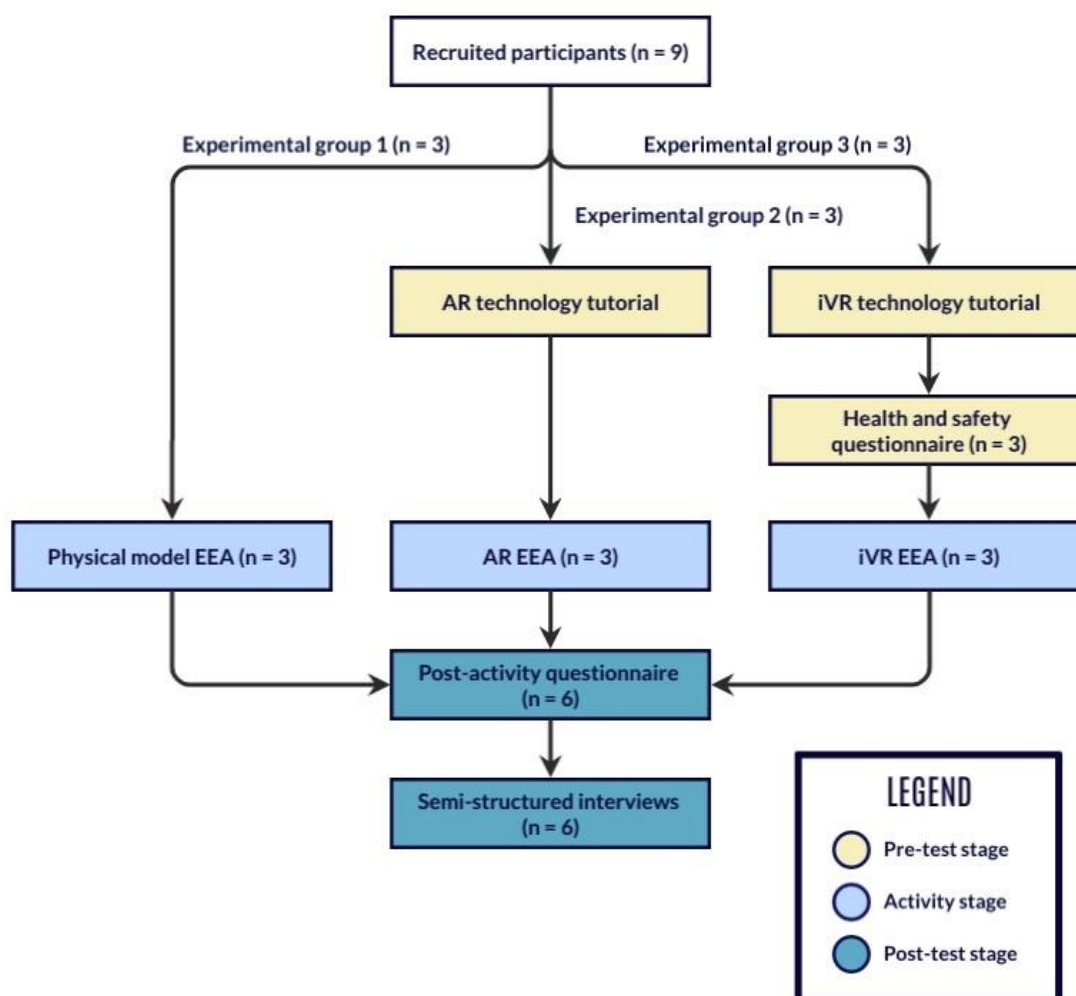 Recruited participants (n = 9)
Experimental group 1 (n = 3)
Experimental group 3 (n = 3)
Experimental group 2 (n = 3)
AR technology tutorial
iVR technology tutorial
Health and safety
questionnaire (n = 3)
Physical model EEA (n = 3)
AR EEA (n = 3)
iVR EEA (n = 3)
Post-activity questionnaire
(n = 6)
Semi-structured interviews
(n = 6)
LEGEND
Pre-test stage
Activity stage
Post-test stage